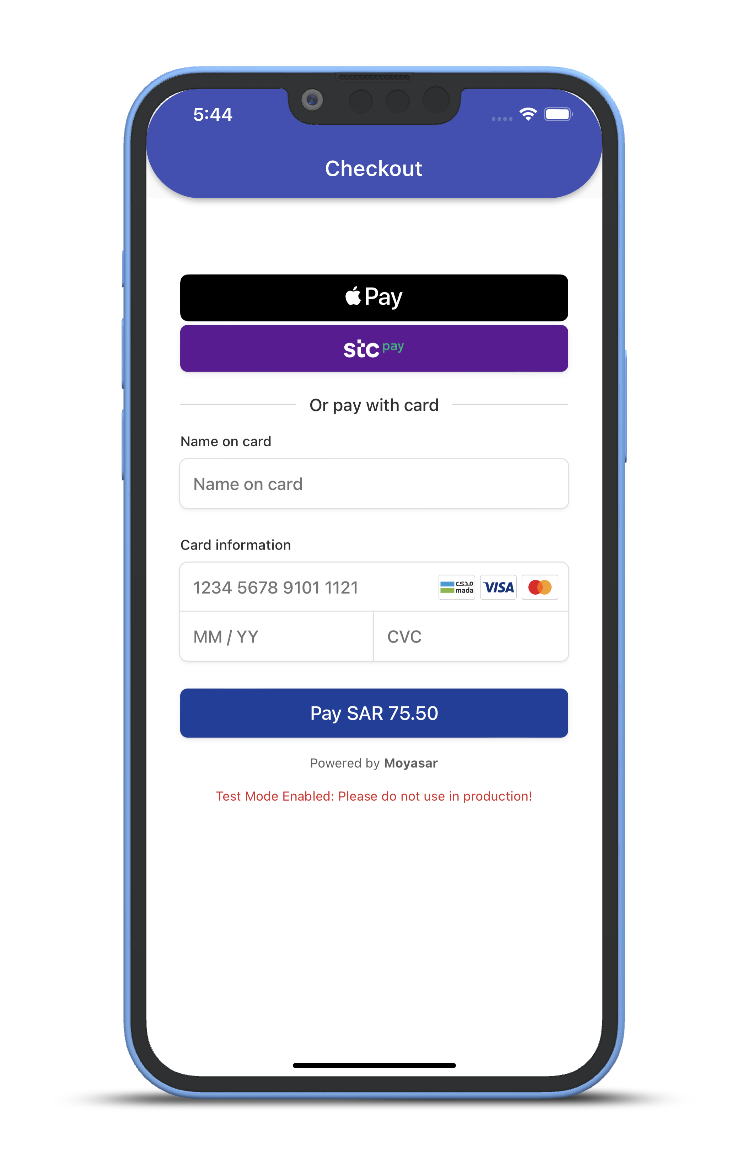 5:44
Checkout
Pay
stc pay
Or pay with card
Name on card
Name on card
Card information
1234 5678 9101 1121
mada
VISA
MM / YY
CVC
Pay SAR 75.50
Powered by Moyasar
Test Mode Enabled: Please do not use in production!